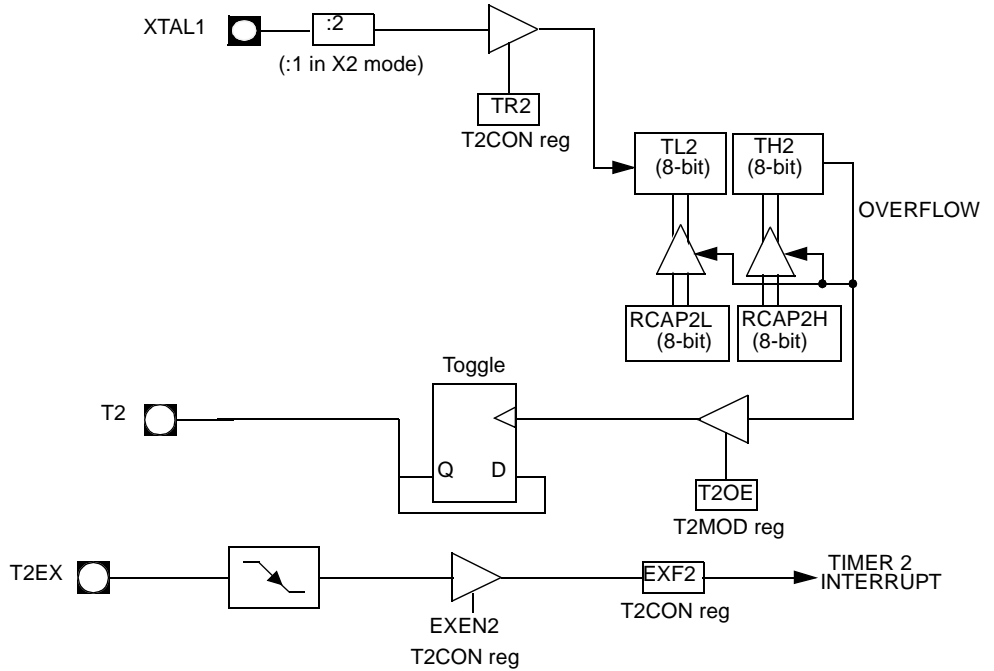 XTAL1
:2
(:1 in X2 mode)
TR2
T2CON reg
TL2
(8-bit)
TH2
(8-bit)
OVERFLOW
RCAP2L
(8-bit)
RCAP2H
(8-bit)
Toggle
T2
Q
D
T2OE
T2MOD reg
T2EX
EXEN2
T2CON reg
EXF2
T2CON reg
TIMER 2
INTERRUPT